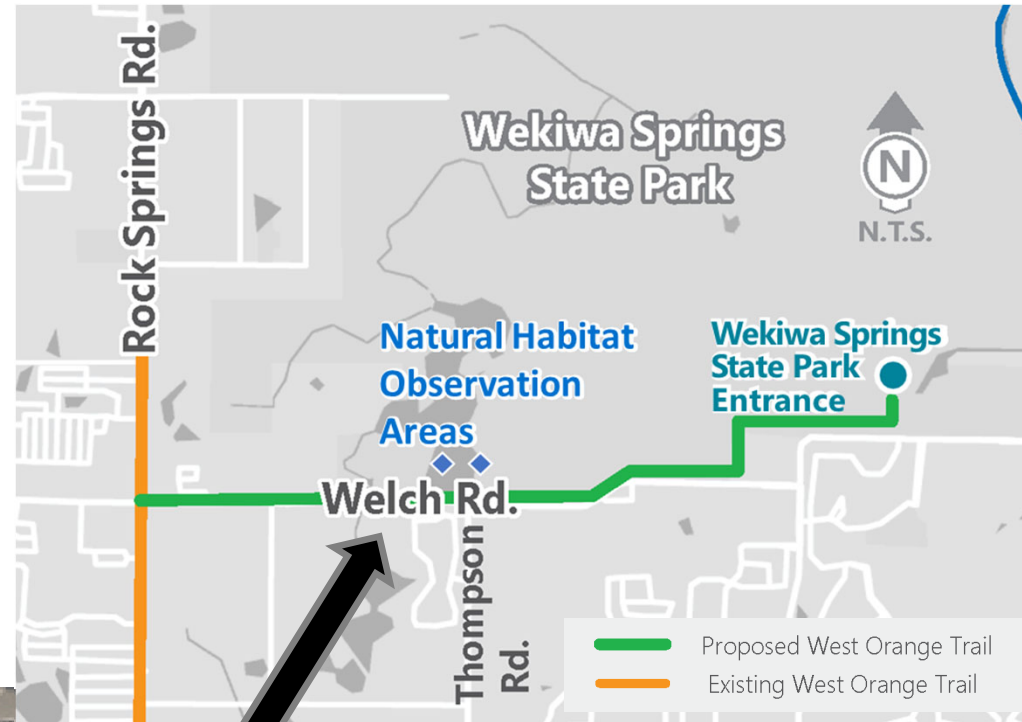 Rock Springs Rd.
Wekiwa Springs
State Park
N
N.T.S.
Natural Habitat
Observation
Areas
Wekiwa Springs
State Park
Entrance
Welch Rd.
Thompson
Rd.
Proposed West Orange Trail
Existing West Orange Trail